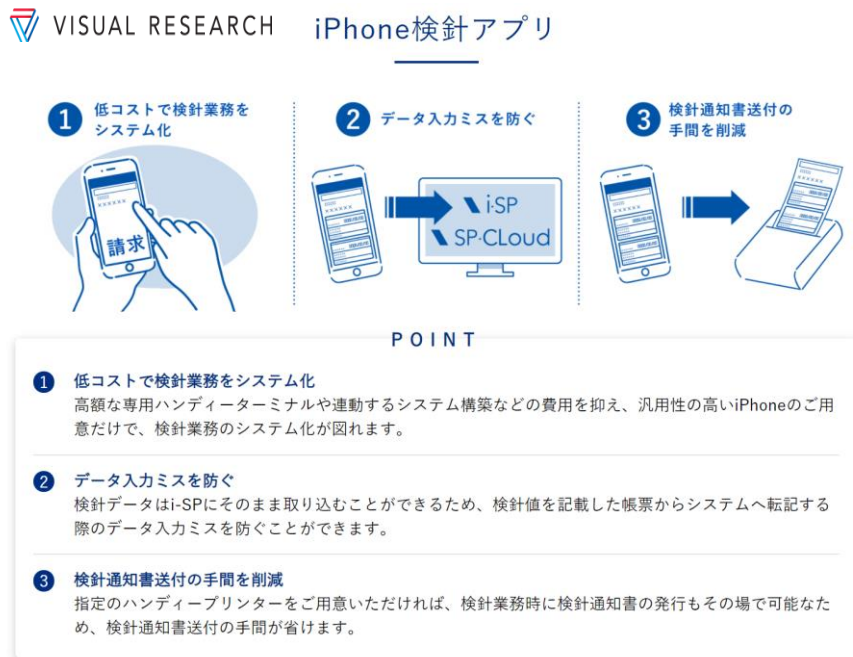 VISUAL RESEARCH
iPhone検針アプリ
1
低コストで検針業務を
システム化
請求
2
データ入力ミスを防ぐ
i·SP
SP·CLoud
3
検針通知書送付の
手間を削減
POINT
1 低コストで検針業務をシステム化
高額な専用ハンディーターミナルや連動するシステム構築などの費用を抑え、汎用性の高いiPhoneのご用
意だけで、検針業務のシステム化が図れます。
2 データ入力ミスを防ぐ
検針データはi-SPにそのまま取り込むことができるため、検針値を記載した帳票からシステムへ転記する
際のデータ入力ミスを防ぐことができます。
3 検針通知書送付の手間を削減
指定のハンディープリンターをご用意いただければ、検針業務時に検針通知書の発行もその場で可能なた
め、検針通知書送付の手間が省けます。